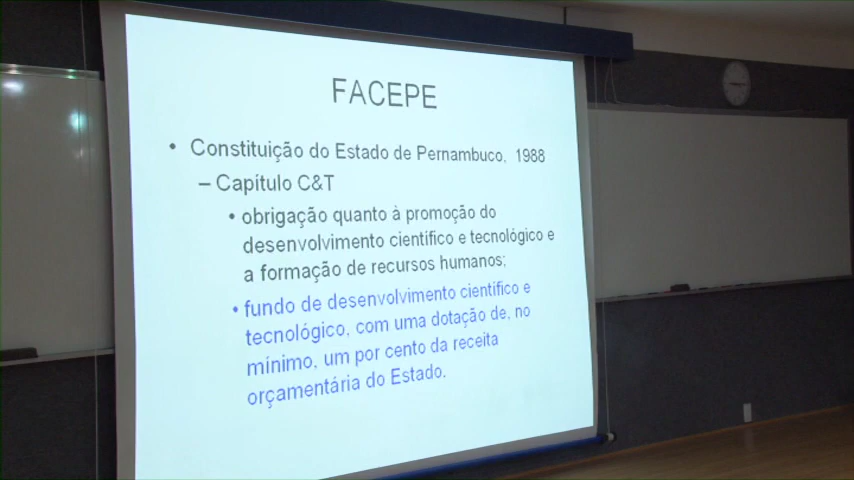 FACEPE
• Constituição do Estado de Pernambuco, 1988
– Capítulo C&T
• obrigação quanto à promoção do
desenvolvimento científico e tecnológico e
a formação de recursos humanos;
• fundo de desenvolvimento científico e
tecnológico, com uma dotação de, no
mínimo, um por cento da receita
orçamentária do Estado.